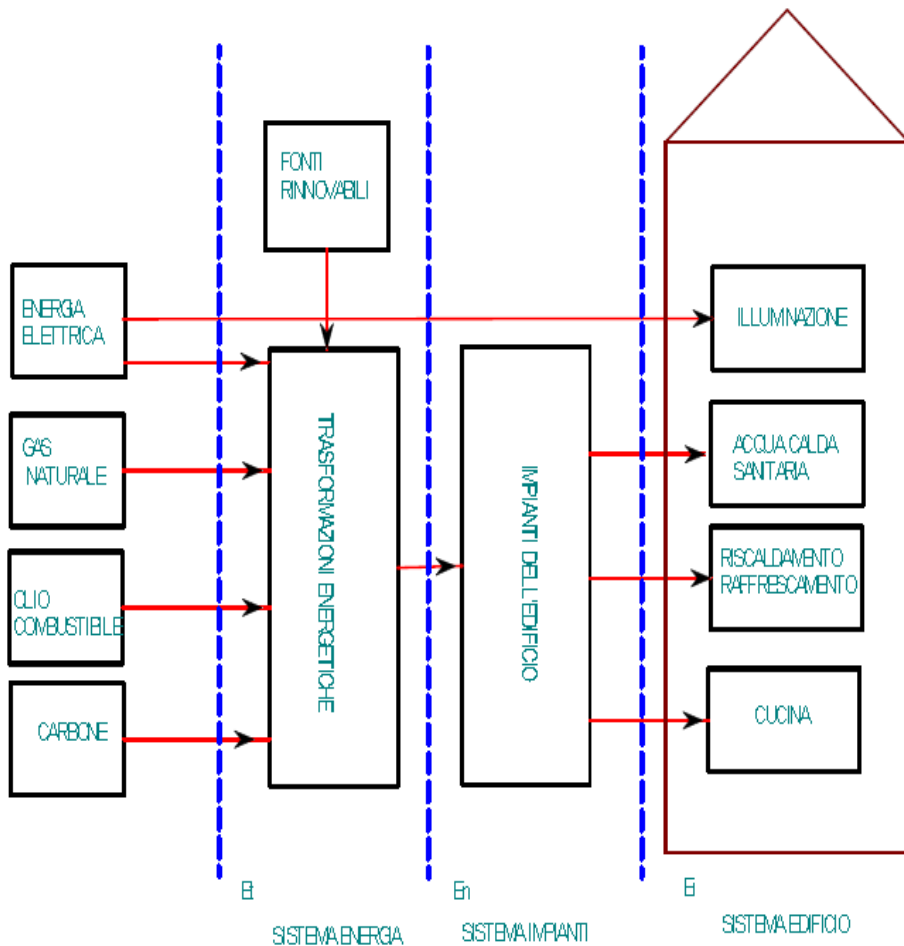 FONTI
RINNOVABILI
ENERGIA
ELETTRICA
ILLUMINAZIONE
GAS
NATURALE
ACQUA CALDA
SANITARIA
TRASFORMAZIONI ENERGETICHE
IMPIANTI DELL'EDIFICIO
OLIO
COMBUSTIBILE
RISCALDAMENTO
RAFFRESCAMENTO
CARBONE
CUCINA
Et
En
Ei
SISTEMA ENERGA
SISTEMA IMPIANTI
SISTEMA EDIFICIO